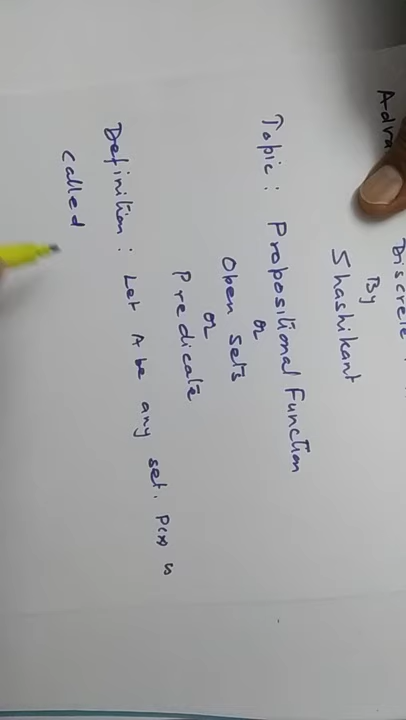 Adva
Discrete
By
Shashikant
Topic : Propositional Function
or
Open Sets
or
Predicate
Definition : Let A be any set. P(x) is
called